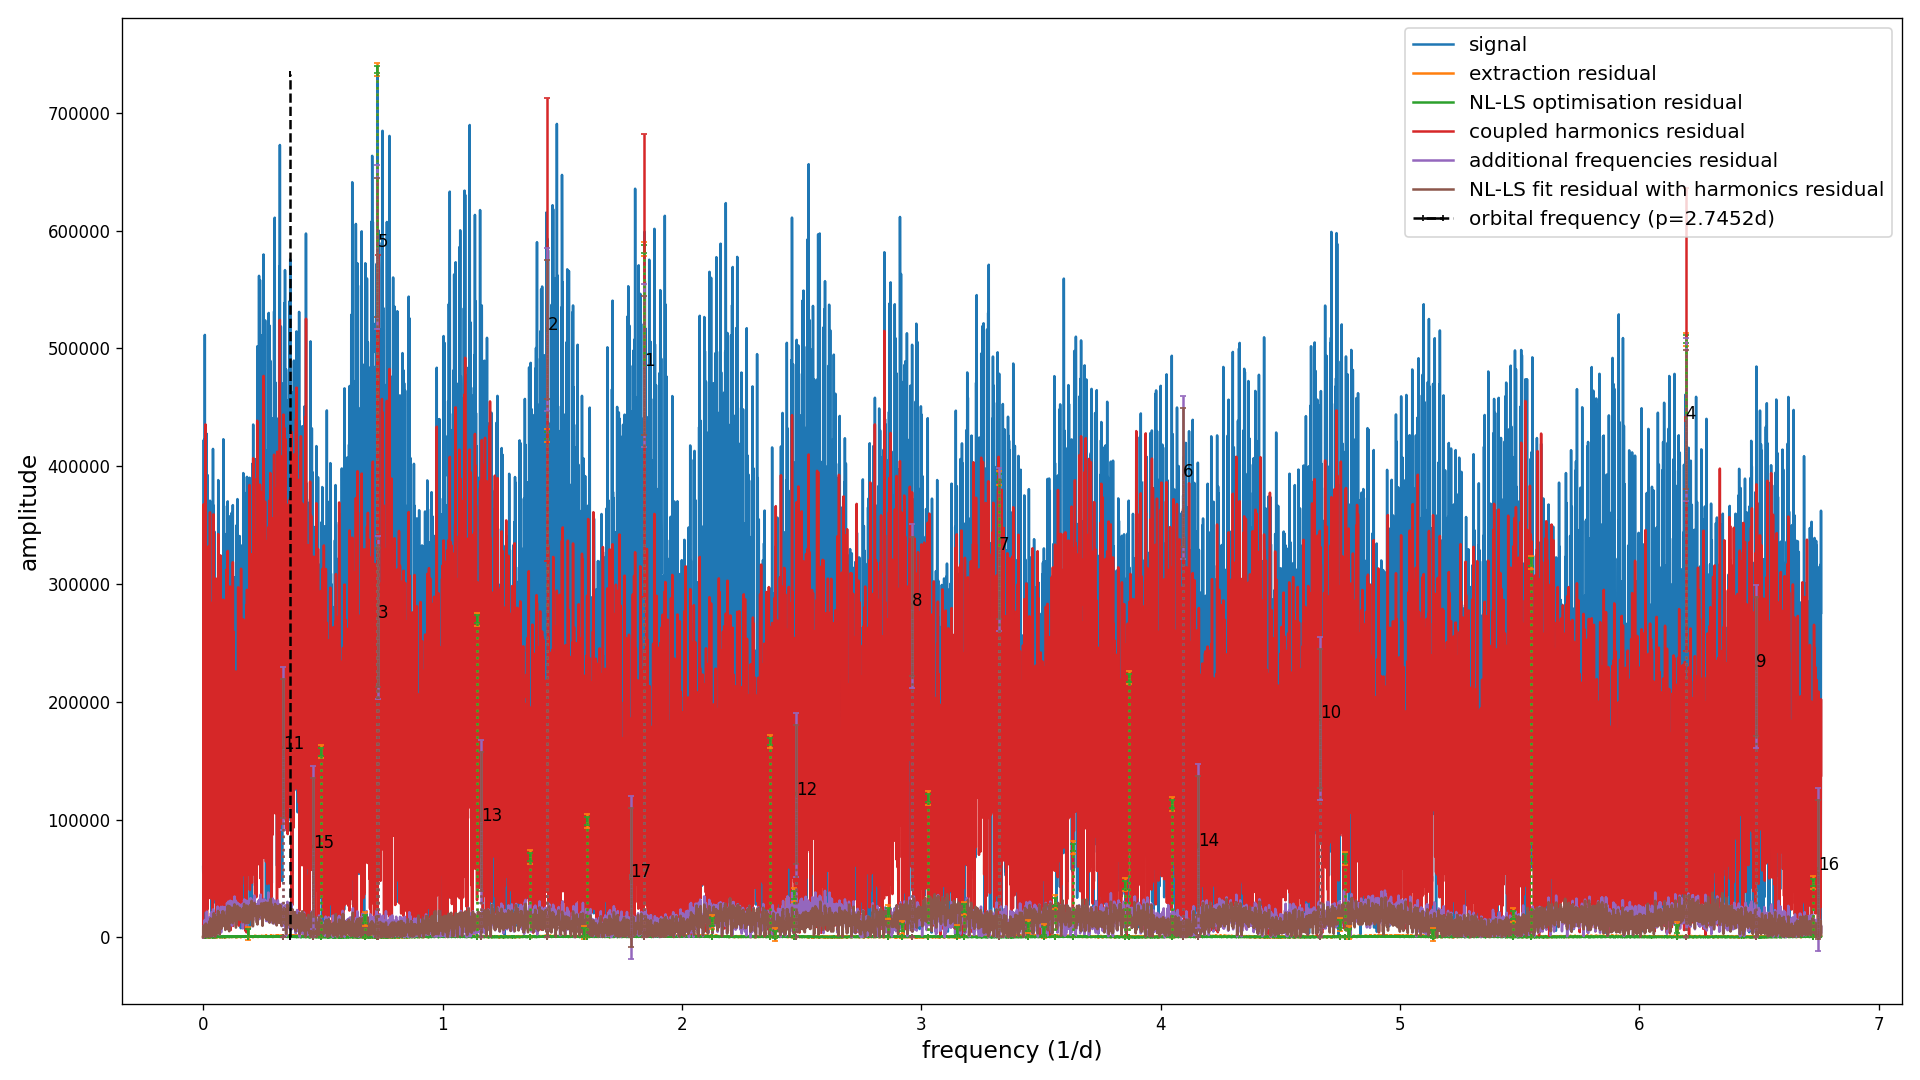 signal
extraction residual
NL-LS optimisation residual
coupled harmonics residual
additional frequencies residual
NL-LS fit residual with harmonics residual
orbital frequency (p=2.7452d)
amplitude
700000
600000
500000
400000
300000
200000
100000
0
5
2
1
4
6
7
8
3
9
10
11
12
13
15
14
17
16
0 1 2 3 4 5 6 7
frequency (1/d)